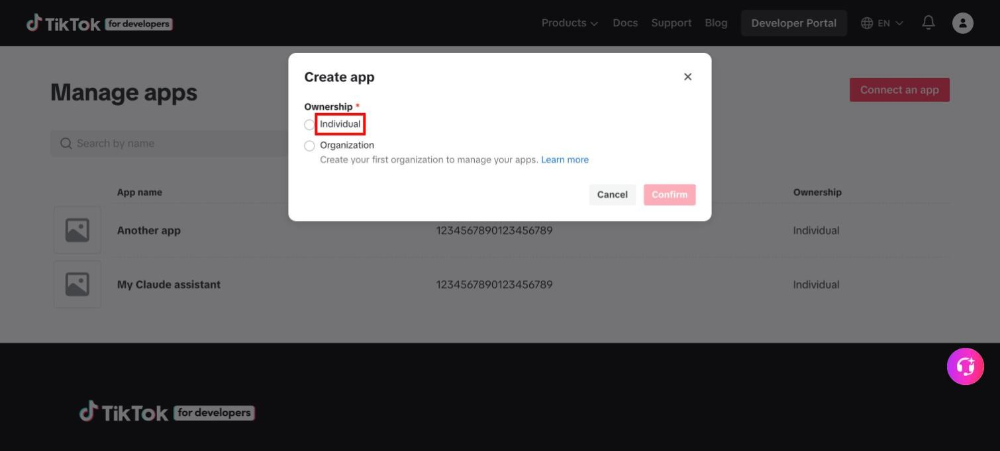 TikTok for developers
Products Docs Support Blog Developer Portal EN
Create app
Manage apps
Connect an app
Ownership *
Individual
Search by name
Organization
Create your first organization to manage your apps. Learn more
Cancel Confirm
App name Ownership
Another app 1234567890123456789 Individual
My Claude assistant 1234567890123456789 Individual
TikTok for developers